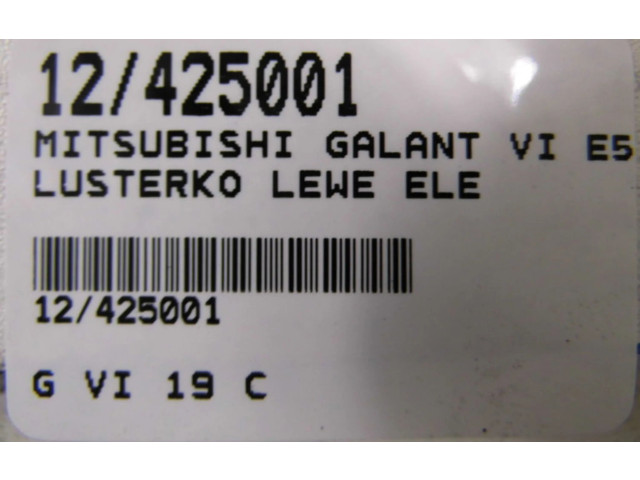 12/425001
MITSUBISHI GALANT VI E5
LUSTERKO LEWE ELE
12/425001
G VI 19 C